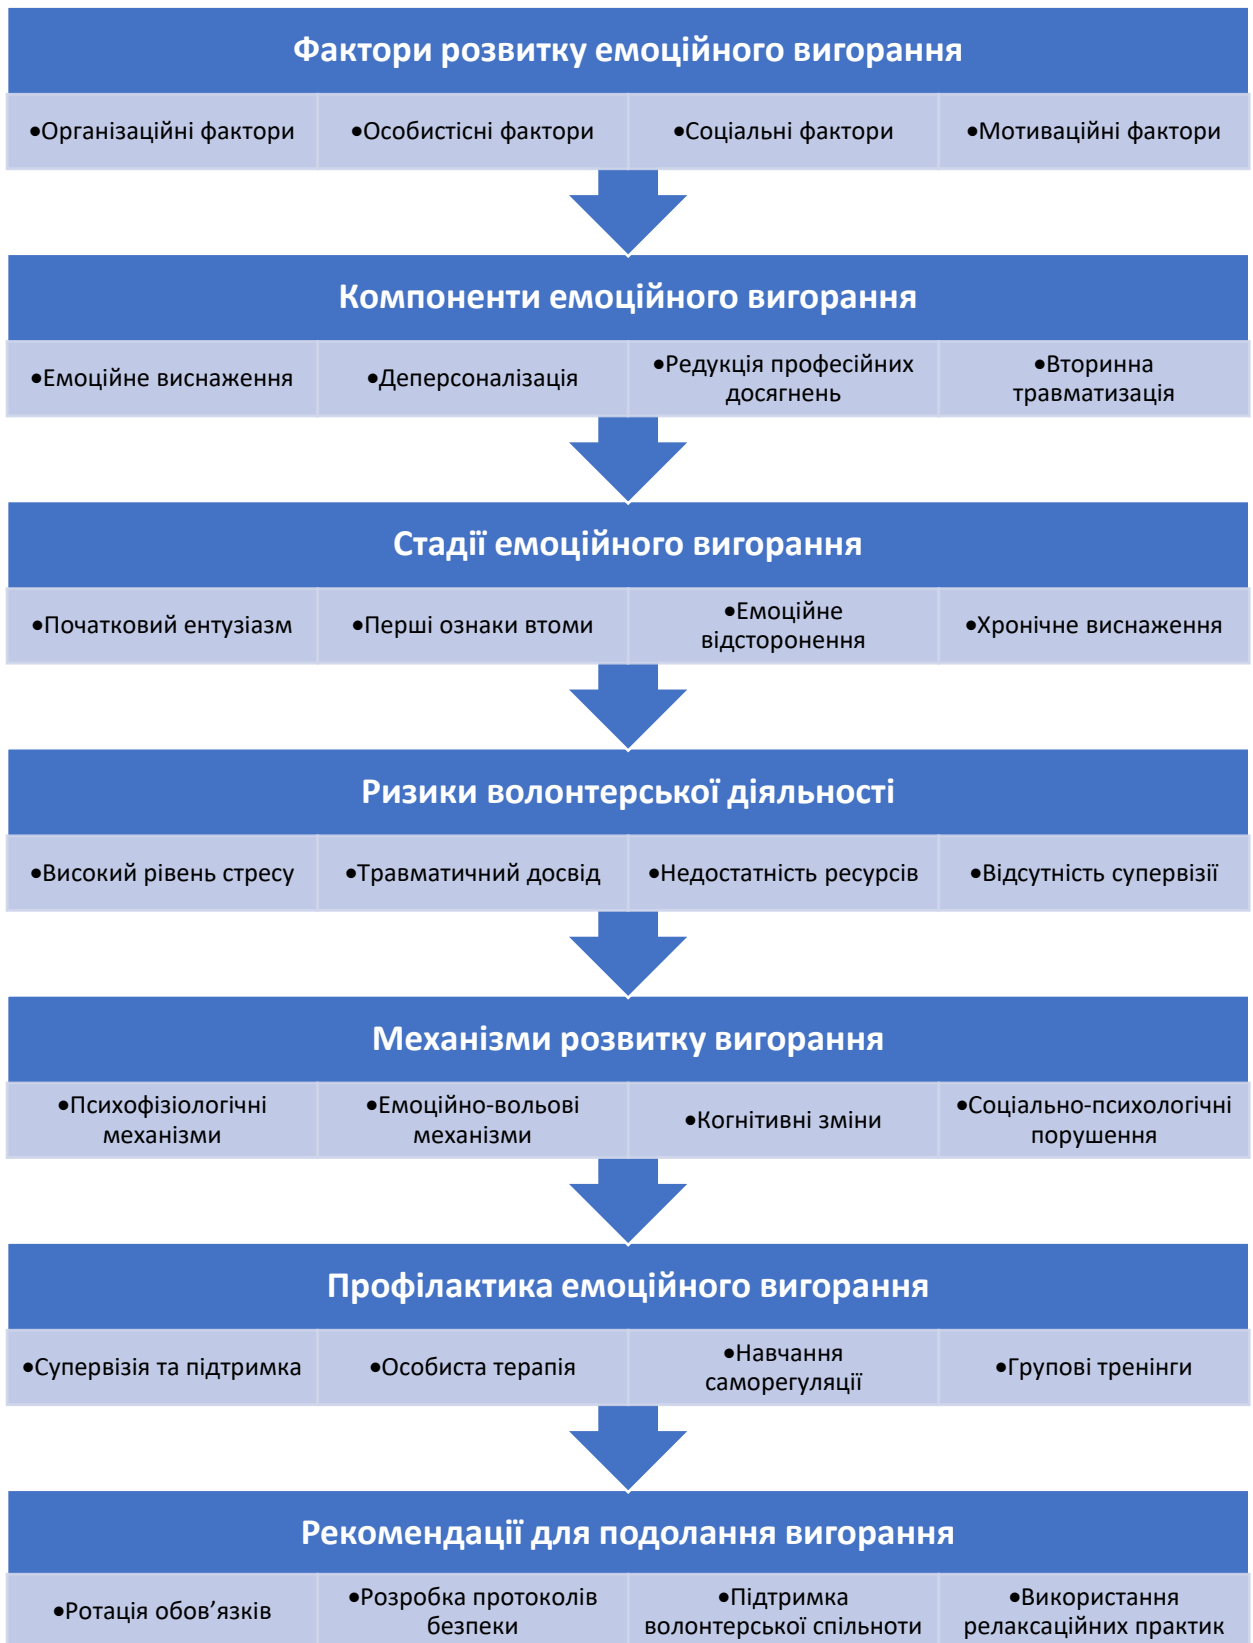 Фактори розвитку емоційного вигорання
•Організаційні фактори
•Особистісні фактори
•Соціальні фактори
•Мотиваційні фактори
Компоненти емоційного вигорання
•Емоційне виснаження
•Деперсоналізація
•Редукція професійних
досягнень
•Вторинна
травматизація
Стадії емоційного вигорання
•Початковий ентузіазм
•Перші ознаки втоми
•Емоційне
відсторонення
•Хронічне виснаження
Ризики волонтерської діяльності
•Високий рівень стресу
•Травматичний досвід
•Недостатність ресурсів
•Відсутність супервізії
Механізми розвитку вигорання
•Психофізіологічні
механізми
•Емоційно-вольові
механізми
•Когнітивні зміни
•Соціально-психологічні
порушення
Профілактика емоційного вигорання
•Супервізія та підтримка
•Особиста терапія
•Навчання
саморегуляції
•Групові тренінги
Рекомендації для подолання вигорання
•Ротація обов’язків
•Розробка протоколів
безпеки
•Підтримка
волонтерської спільноти
•Використання
релаксаційних практик